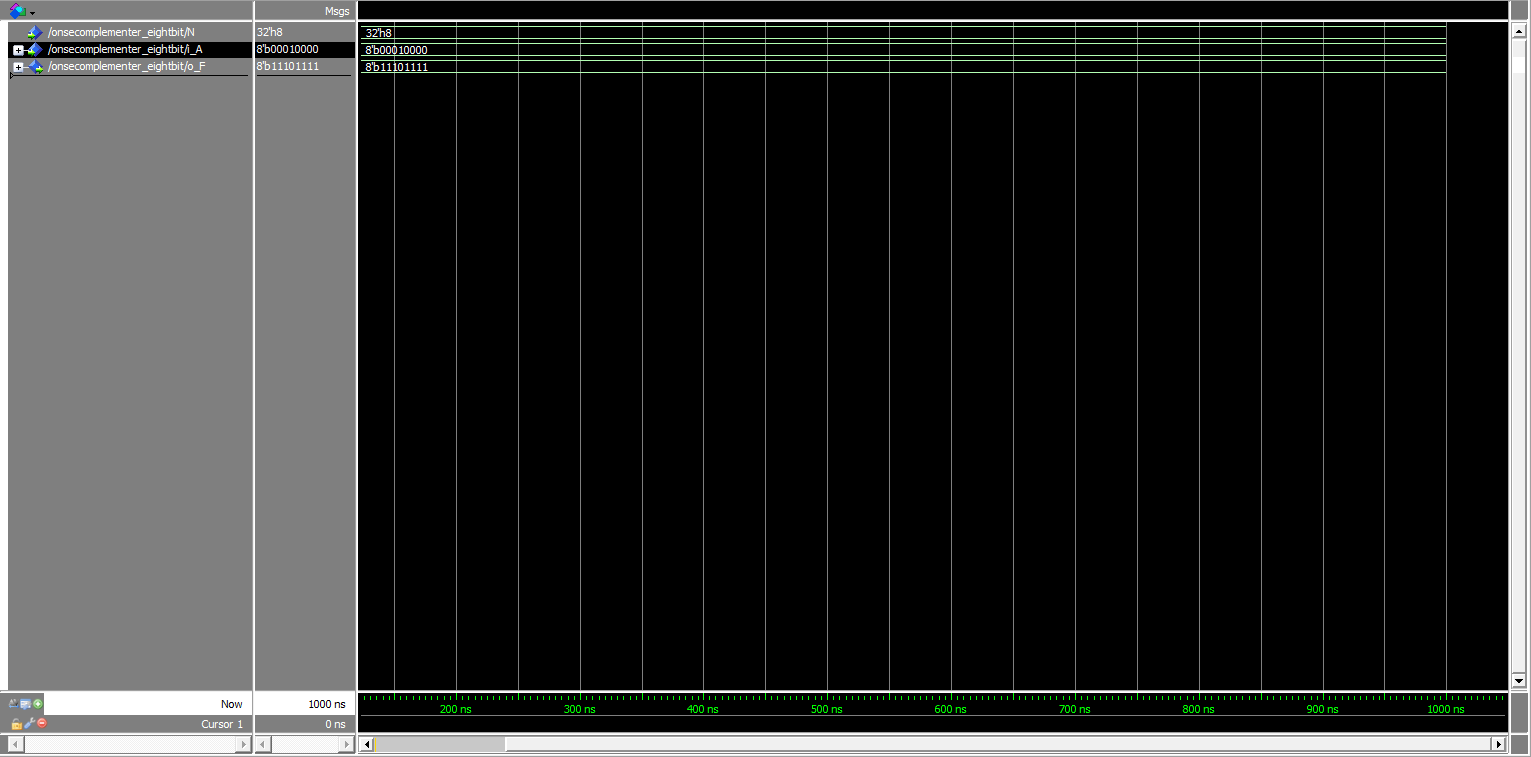 Msgs
/onsecomplementer_eightbit/N 32'h8 32'h8
/onsecomplementer_eightbit/i_A 8'b00010000 8'b00010000
/onsecomplementer_eightbit/o_F 8'b11101111 8'b11101111
Now 1000 ns
200 ns 300 ns 400 ns 500 ns 600 ns 700 ns 800 ns 900 ns 1000 ns
Cursor 1 0 ns